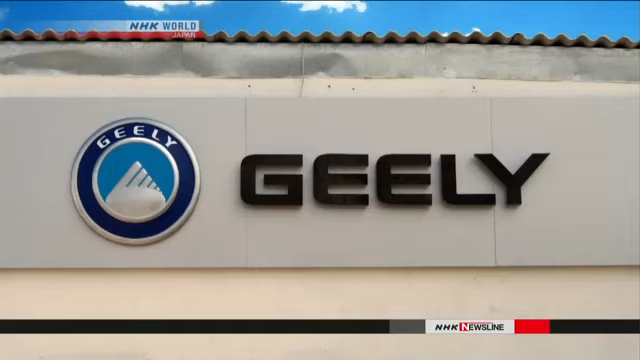 NHK WORLD
JAPAN
GEELY
GEELY
NHK NEWSLINE